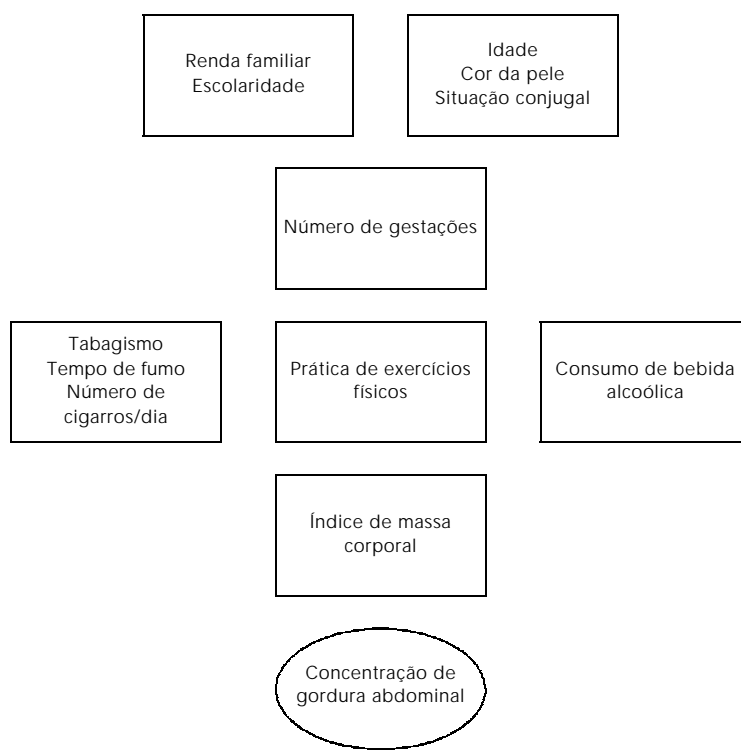 Renda familiar
Escolaridade
Idade
Cor da pele
Situação conjugal
Número de gestações
Tabagismo
Tempo de fumo
Número de
cigarros/dia
Prática de exercícios
físicos
Consumo de bebida
alcoólica
Índice de massa
corporal
Concentração de
gordura abdominal